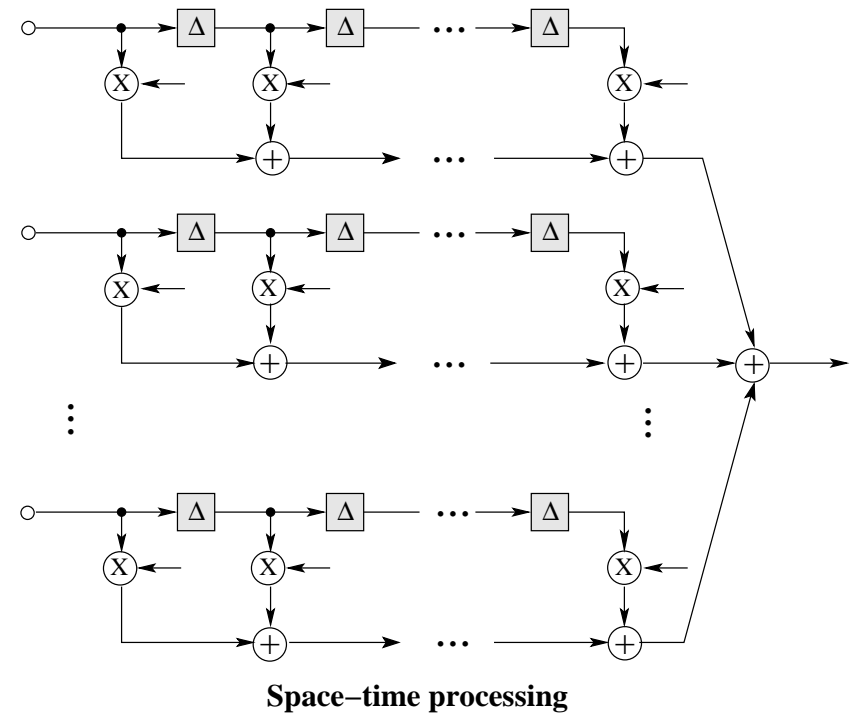 Δ Δ ... Δ
X X X
+ ... +
Δ Δ ... Δ
X X X
+ ... + +
⋮ ⋮
Δ Δ ... Δ
X X X
+ ... +
Space–time processing